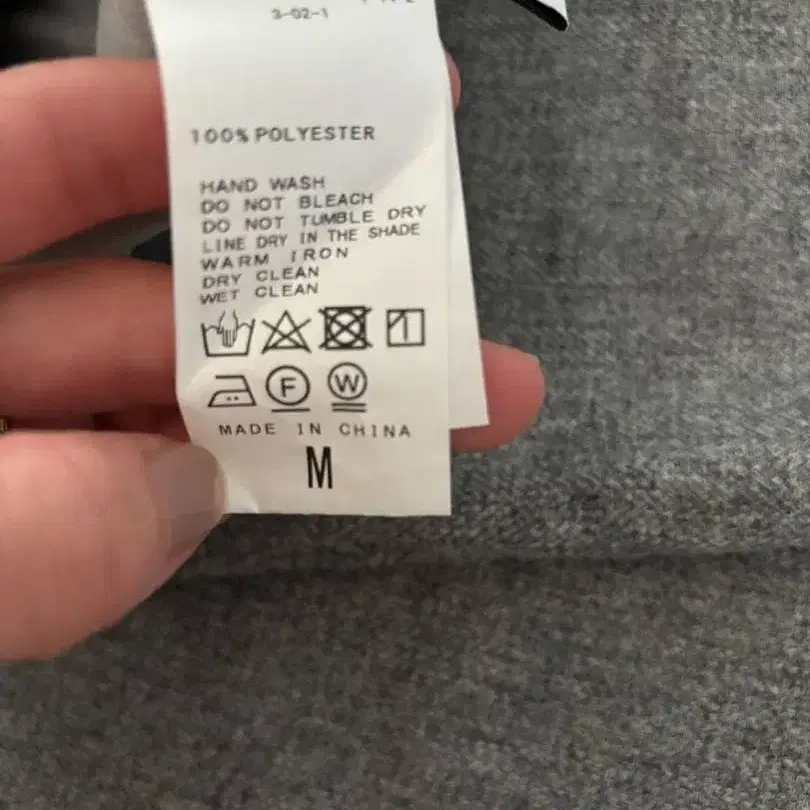 3-02-1
100% POLYESTER
HAND WASH
DO NOT BLEACH
DO NOT TUMBLE DRY
LINE DRY IN THE SHADE
WARM IRON
DRY CLEAN
WET CLEAN
F W
MADE IN CHINA
M